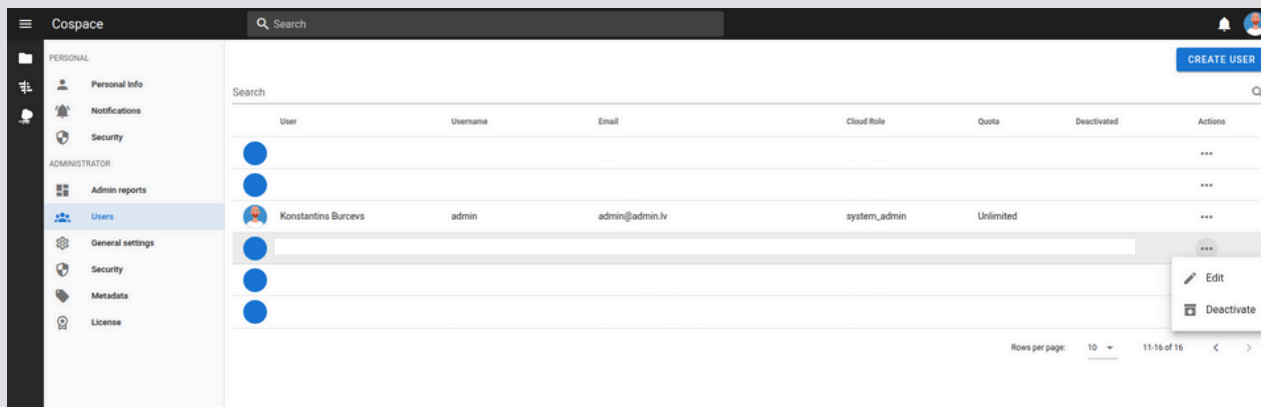 Cospace
Search
PERSONAL
Personal Info
Notifications
Security
ADMINISTRATOR
Admin reports
Users
General settings
Security
Metadata
License
CREATE USER
Search
User Username Email Cloud Role Quota Deactivated Actions
Konstantins Burcevs admin admin@admin.lv system_admin Unlimited
Edit
Deactivate
Rows per page: 10 11-16 of 16